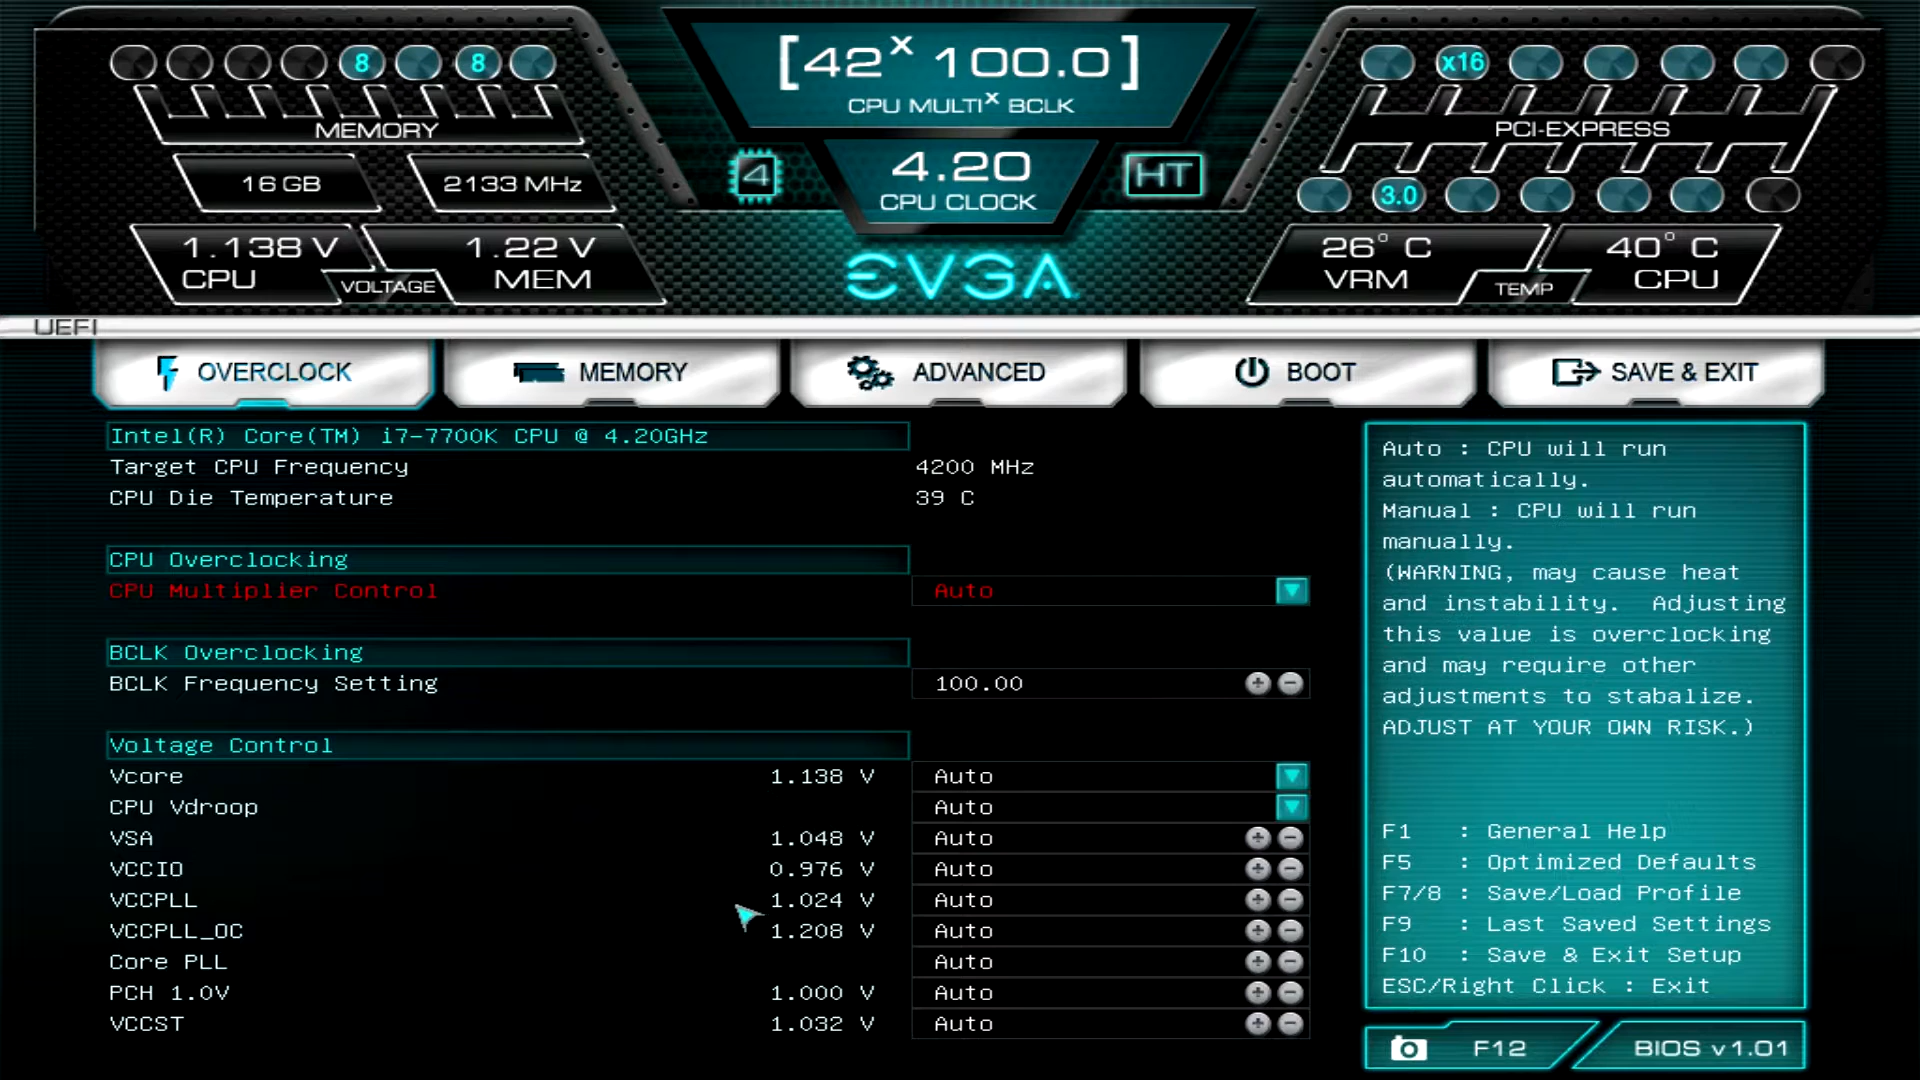 8 8
MEMORY
16 GB 2133 MHz
1.138 V CPU
VOLTAGE
1.22 V MEM
[42x 100.0]
CPU MULTIx BCLK
4
4.20
CPU CLOCK
HT
EVGA
x16
PCI-EXPRESS
3.0
26° C VRM
TEMP
40° C CPU
UEFI
OVERCLOCK MEMORY ADVANCED BOOT SAVE & EXIT
Intel(R) Core(TM) i7-7700K CPU @ 4.20GHz
Target CPU Frequency 4200 MHz
CPU Die Temperature 39 C
CPU Overclocking
CPU Multiplier Control Auto
BCLK Overclocking
BCLK Frequency Setting 100.00
Voltage Control
Vcore 1.138 V Auto
CPU Vdroop Auto
VSA 1.048 V Auto
VCCIO 0.976 V Auto
VCCPLL 1.024 V Auto
VCCPLL_OC 1.208 V Auto
Core PLL Auto
PCH 1.0V 1.000 V Auto
VCCST 1.032 V Auto
Auto : CPU will run
automatically.
Manual : CPU will run
manually.
(WARNING, may cause heat
and instability. Adjusting
this value is overclocking
and may require other
adjustments to stabalize.
ADJUST AT YOUR OWN RISK.)
F1 : General Help
F5 : Optimized Defaults
F7/8 : Save/Load Profile
F9 : Last Saved Settings
F10 : Save & Exit Setup
ESC/Right Click : Exit
F12 BIOS v1.01